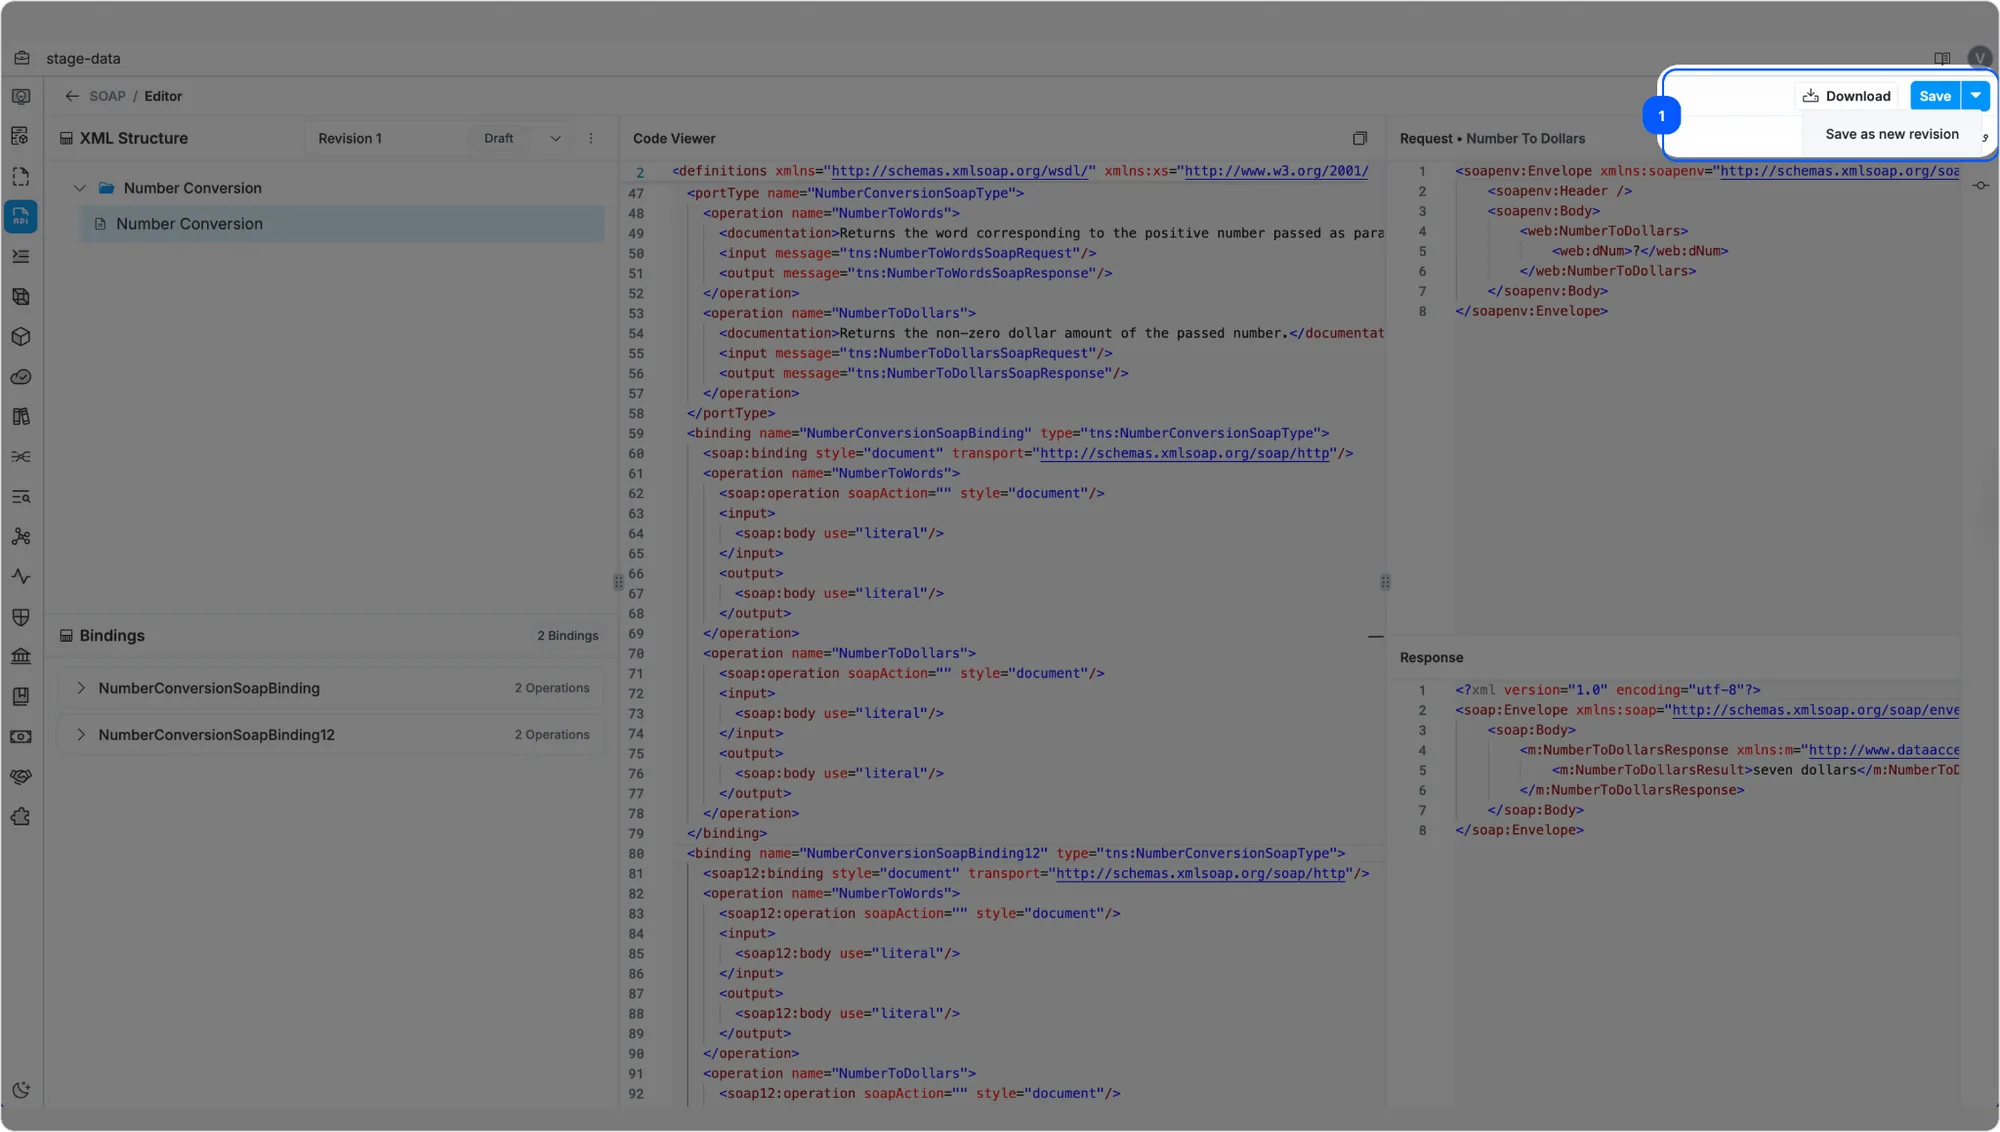 stage-data
V
SOAP / Editor
Download
Save
1
Save as new revision
XML Structure
Revision 1
Draft
Number Conversion
Number Conversion
Bindings
2 Bindings
NumberConversionSoapBinding
2 Operations
NumberConversionSoapBinding12
2 Operations
Code Viewer
2 <definitions xmlns="http://schemas.xmlsoap.org/wsdl/" xmlns:xs="http://www.w3.org/2001/
47 <portType name="NumberConversionSoapType">
48 <operation name="NumberToWords">
49 <documentation>Returns the word corresponding to the positive number passed as para
50 <input message="tns:NumberToWordsSoapRequest"/>
51 <output message="tns:NumberToWordsSoapResponse"/>
52 </operation>
53 <operation name="NumberToDollars">
54 <documentation>Returns the non-zero dollar amount of the passed number.</documentat
55 <input message="tns:NumberToDollarsSoapRequest"/>
56 <output message="tns:NumberToDollarsSoapResponse"/>
57 </operation>
58 </portType>
59 <binding name="NumberConversionSoapBinding" type="tns:NumberConversionSoapType">
60 <soap:binding style="document" transport="http://schemas.xmlsoap.org/soap/http"/>
61 <operation name="NumberToWords">
62 <soap:operation soapAction="" style="document"/>
63 <input>
64 <soap:body use="literal"/>
65 </input>
66 <output>
67 <soap:body use="literal"/>
68 </output>
69 </operation>
70 <operation name="NumberToDollars">
71 <soap:operation soapAction="" style="document"/>
72 <input>
73 <soap:body use="literal"/>
74 </input>
75 <output>
76 <soap:body use="literal"/>
77 </output>
78 </operation>
79 </binding>
80 <binding name="NumberConversionSoapBinding12" type="tns:NumberConversionSoapType">
81 <soap12:binding style="document" transport="http://schemas.xmlsoap.org/soap/http"/>
82 <operation name="NumberToWords">
83 <soap12:operation soapAction="" style="document"/>
84 <input>
85 <soap12:body use="literal"/>
86 </input>
87 <output>
88 <soap12:body use="literal"/>
89 </output>
90 </operation>
91 <operation name="NumberToDollars">
92 <soap12:operation soapAction="" style="document"/>
Request • Number To Dollars
1 <soapenv:Envelope xmlns:soapenv="http://schemas.xmlsoap.org/soa
2 <soapenv:Header />
3 <soapenv:Body>
4 <web:NumberToDollars>
5 <web:dNum>?</web:dNum>
6 </web:NumberToDollars>
7 </soapenv:Body>
8 </soapenv:Envelope>
Response
1 <?xml version="1.0" encoding="utf-8"?>
2 <soap:Envelope xmlns:soap="http://schemas.xmlsoap.org/soap/enve
3 <soap:Body>
4 <m:NumberToDollarsResponse xmlns:m="http://www.dataacce
5 <m:NumberToDollarsResult>seven dollars</m:NumberToD
6 </m:NumberToDollarsResponse>
7 </soap:Body>
8 </soap:Envelope>